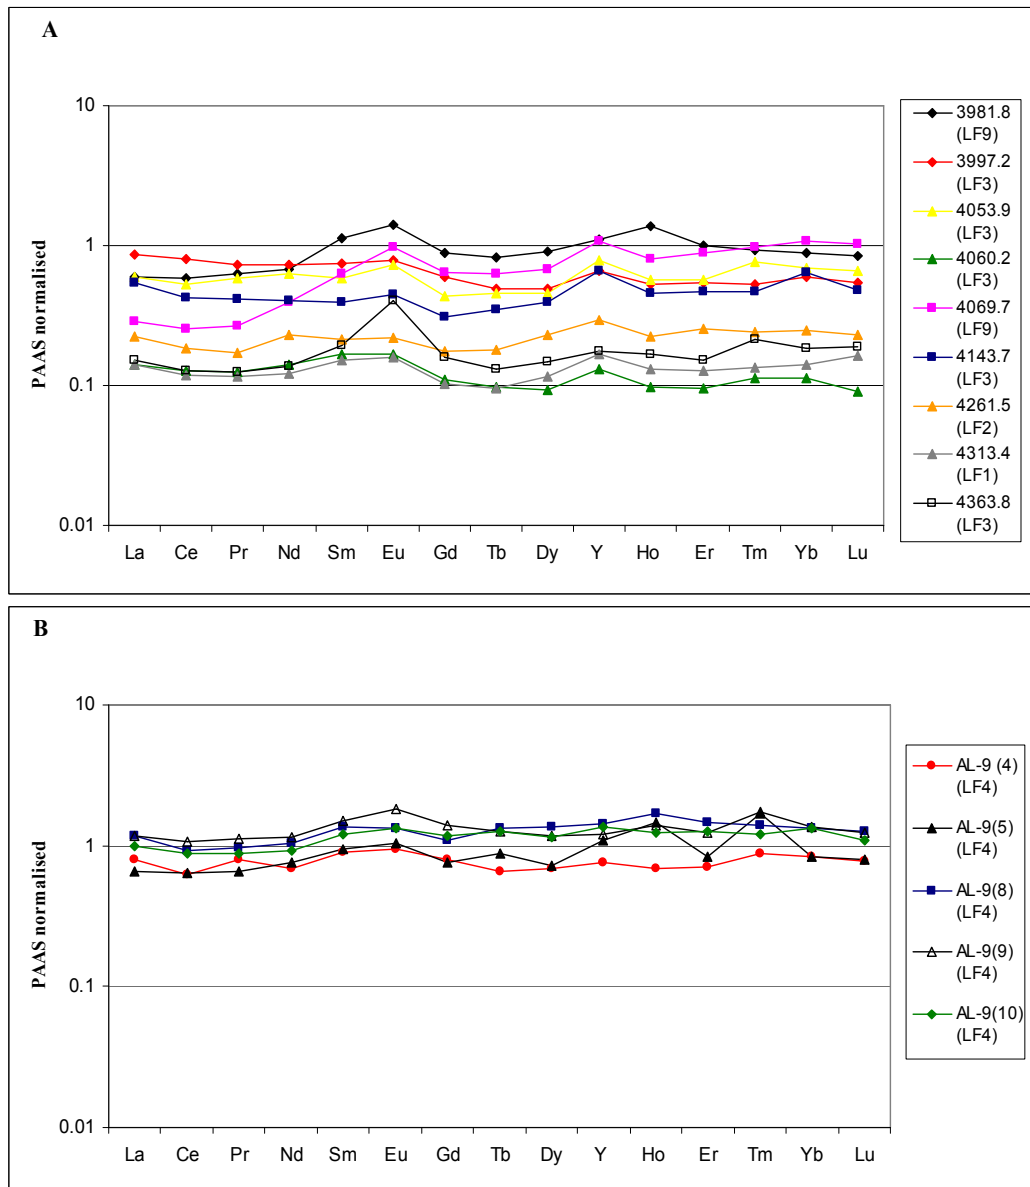 A
10
1
0.1
0.01
PAAS normalised
La Ce Pr Nd Sm Eu Gd Tb Dy Y Ho Er Tm Yb Lu
3981.8
(LF9)
3997.2
(LF3)
4053.9
(LF3)
4060.2
(LF3)
4069.7
(LF9)
4143.7
(LF3)
4261.5
(LF2)
4313.4
(LF1)
4363.8
(LF3)
B
10
1
0.1
0.01
PAAS normalised
La Ce Pr Nd Sm Eu Gd Tb Dy Y Ho Er Tm Yb Lu
AL-9 (4)
(LF4)
AL-9(5)
(LF4)
AL-9(8)
(LF4)
AL-9(9)
(LF4)
AL-9(10)
(LF4)